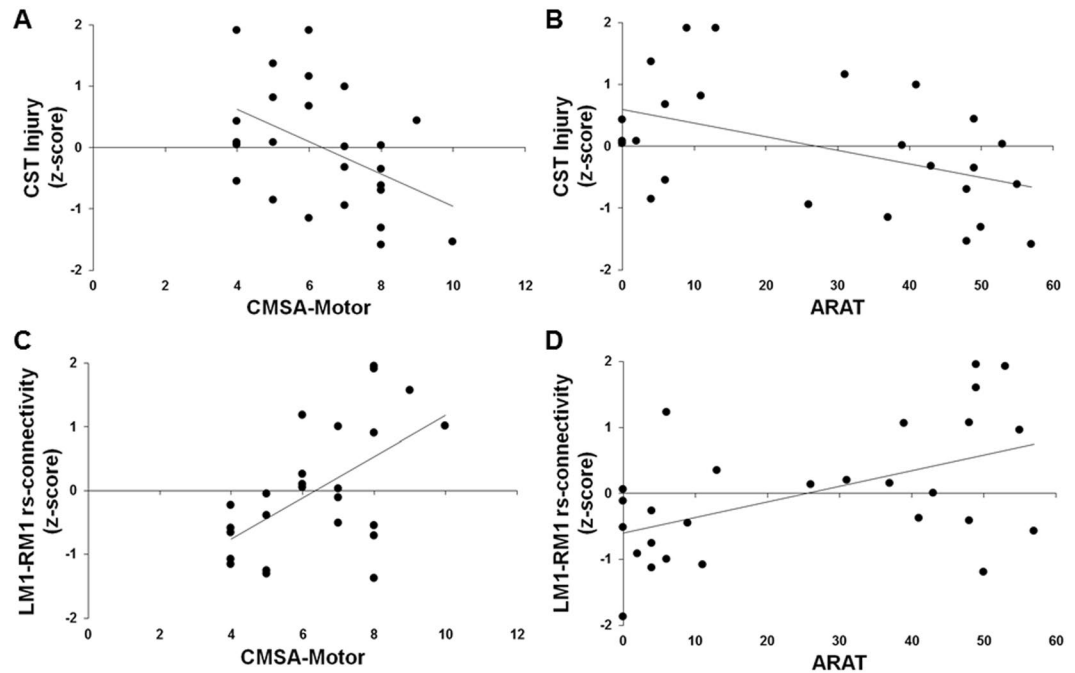 A
2
1
0
-1
-2
CST Injury
(z-score)
0 2 4 6 8 10 12
CMSA-Motor
B
2
1
0
-1
-2
CST Injury
(z-score)
0 10 20 30 40 50 60
ARAT
C
2
1
0
-1
-2
LM1-RM1 rs-connectivity
(z-score)
0 2 4 6 8 10 12
CMSA-Motor
D
2
1
0
-1
-2
LM1-RM1 rs-connectivity
(z-score)
0 10 20 30 40 50 60
ARAT